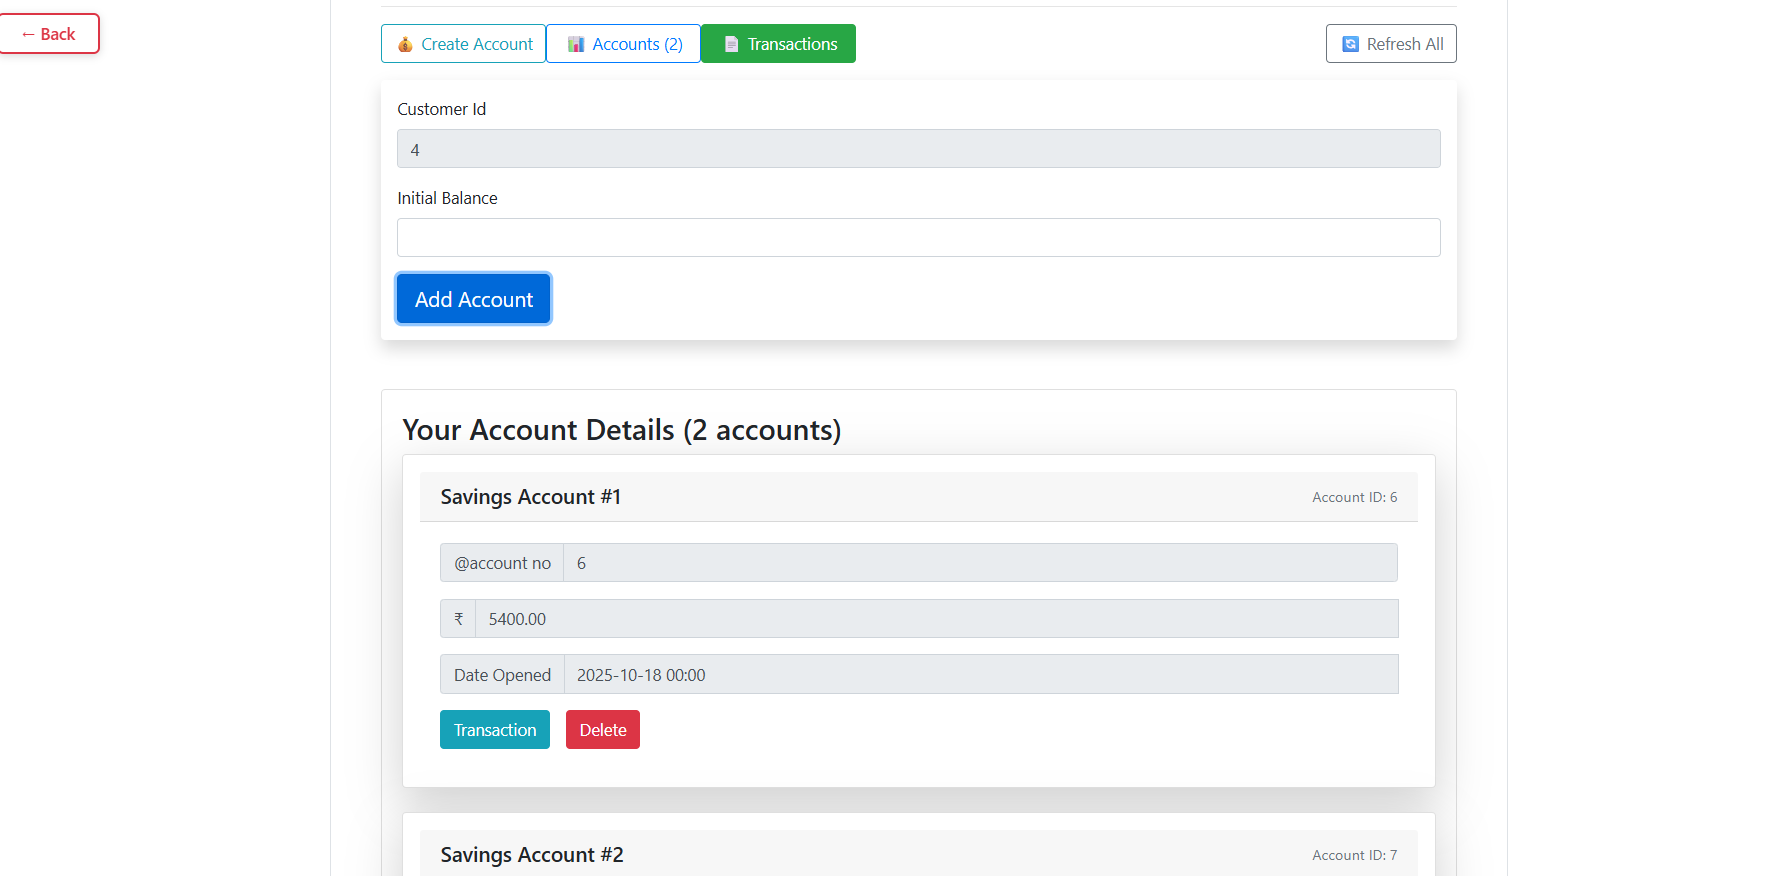 ← Back
Create Account
Accounts (2)
Transactions
Refresh All
Customer Id
4
Initial Balance
Add Account
Your Account Details (2 accounts)
Savings Account #1
Account ID: 6
@account no 6
₹ 5400.00
Date Opened 2025-10-18 00:00
Transaction
Delete
Savings Account #2
Account ID: 7